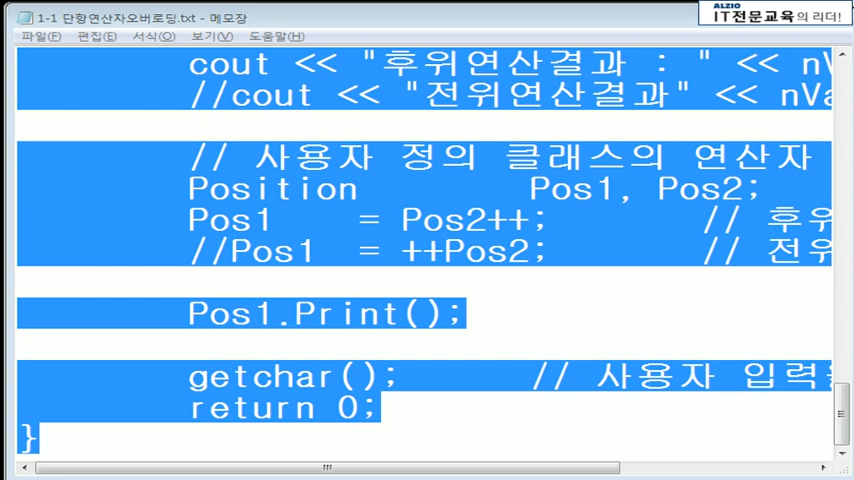 1-1 단항연산자오버로딩.txt - 메모장
ALZIO
IT전문교육의 리더!
파일(F) 편집(E) 서식(O) 보기(V) 도움말(H)
cout << "후위연산결과 : " << nV
//cout << "전위연산결과" << nVa
// 사용자 정의 클래스의 연산자
Position Pos1, Pos2;
Pos1 = Pos2++; // 후위
//Pos1 = ++Pos2; // 전위
Pos1.Print();
getchar(); // 사용자 입력
return 0;
}